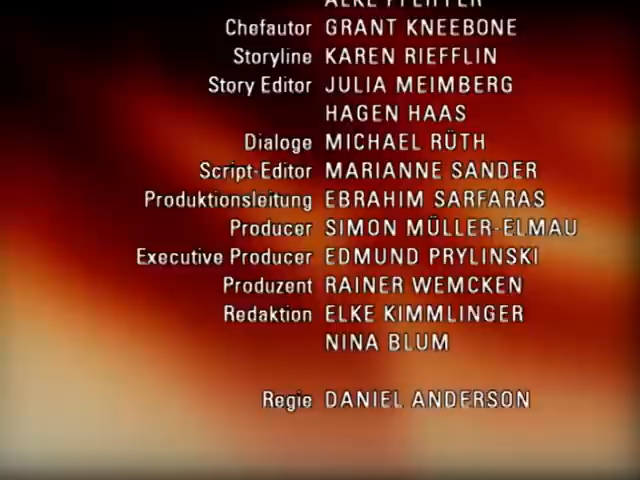 Chefautor GRANT KNEEBONE
Storyline KAREN RIEFFLIN
Story Editor JULIA MEIMBERG
HAGEN HAAS
Dialoge MICHAEL RÜTH
Script-Editor MARIANNE SANDER
Produktionsleitung EBRAHIM SARFARAS
Producer SIMON MÜLLER-ELMAU
Executive Producer EDMUND PRYLINSKI
Produzent RAINER WEMCKEN
Redaktion ELKE KIMMLINGER
NINA BLUM
Regie DANIEL ANDERSON